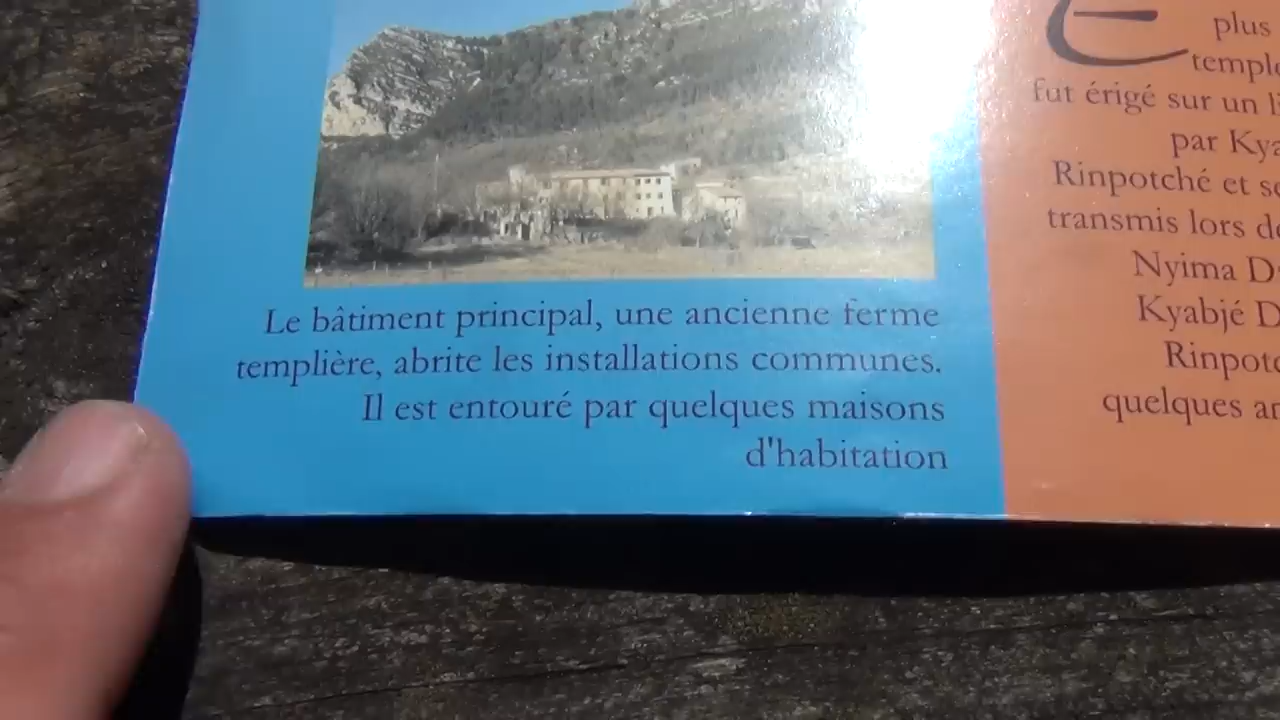 Le bâtiment principal, une ancienne ferme
templière, abrite les installations communes.
Il est entouré par quelques maisons
d'habitation
E
plus
fut érigé sur un
par
Rinpotché et
transmis lors
Nyima
Kyabjé
quelques